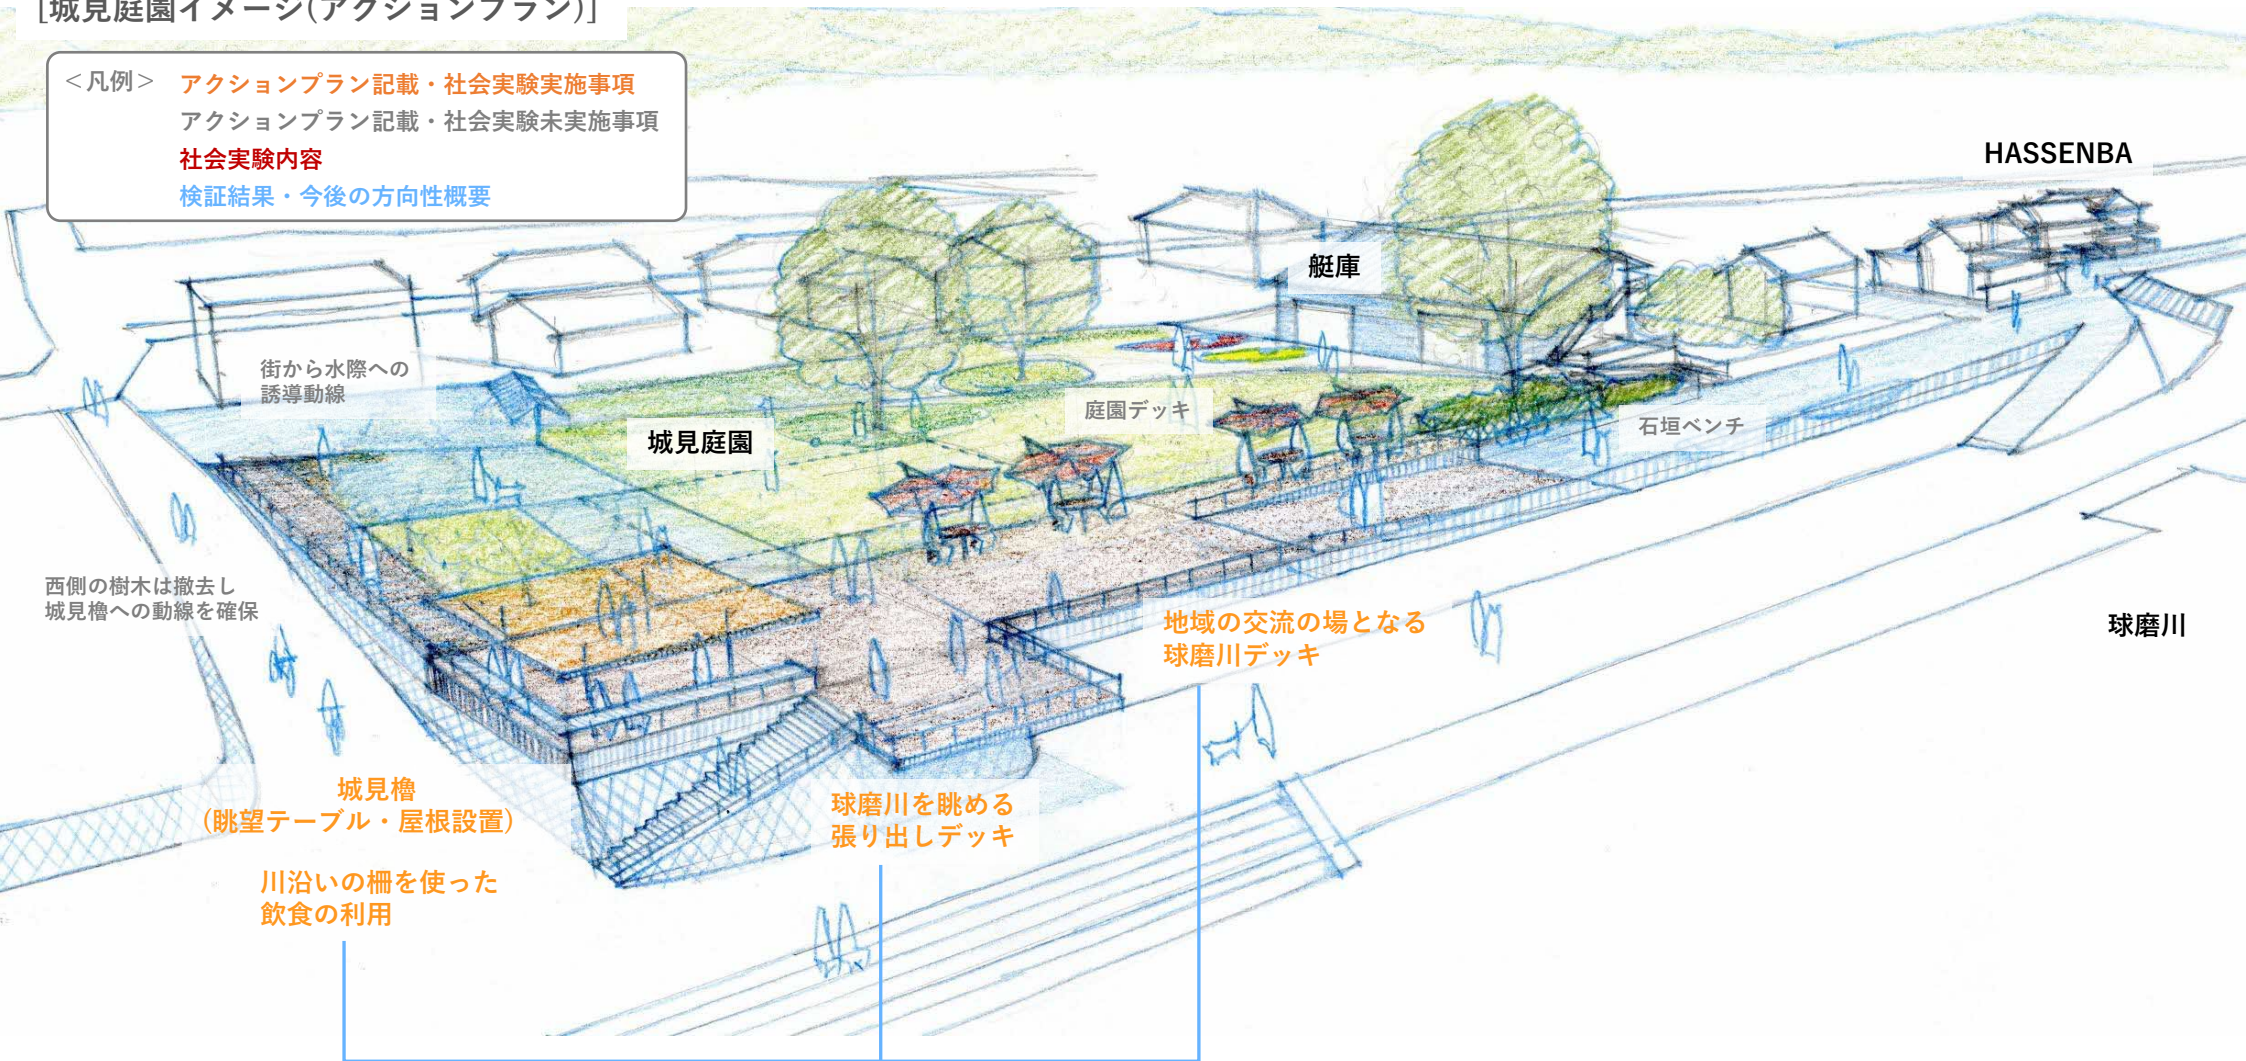 [城見庭園イメージ(アクションプラン)]
<凡例> アクションプラン記載・社会実験実施事項
アクションプラン記載・社会実験未実施事項
社会実験内容
検証結果・今後の方向性概要
HASSENBA
艇庫
街から水際への
誘導動線
城見庭園
庭園デッキ
石垣ベンチ
西側の樹木は撤去し
城見櫓への動線を確保
地域の交流の場となる
球磨川デッキ
球磨川
城見櫓
(眺望テーブル・屋根設置)
球磨川を眺める
張り出しデッキ
川沿いの柵を使った
飲食の利用